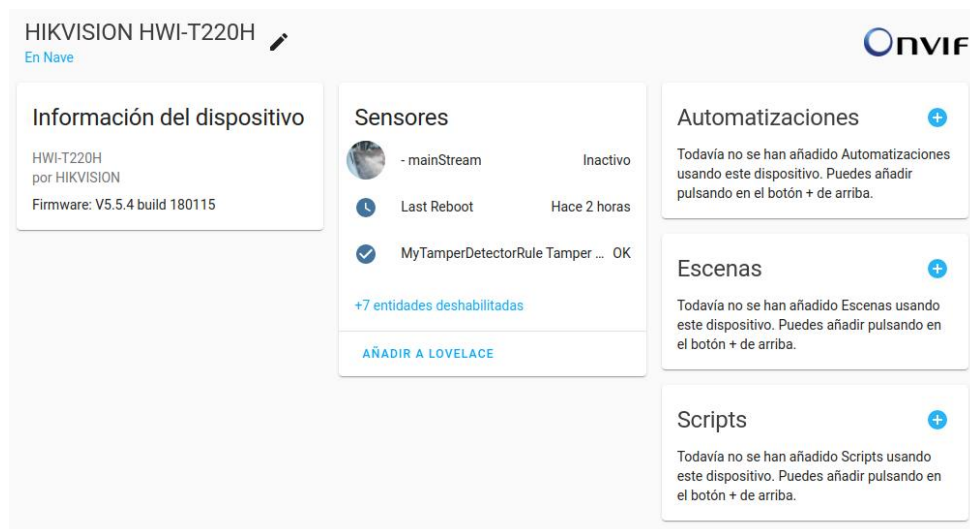 HIKVISION HWI-T220H
En Nave
Onvif
Información del dispositivo
HWI-T220H
por HIKVISION
Firmware: V5.5.4 build 180115
Sensores
- mainStream Inactivo
Last Reboot Hace 2 horas
MyTamperDetectorRule Tamper ... OK
+7 entidades deshabilitadas
AÑADIR A LOVELACE
Automatizaciones
Todavía no se han añadido Automatizaciones
usando este dispositivo. Puedes añadir
pulsando en el botón + de arriba.
Escenas
Todavía no se han añadido Escenas usando
este dispositivo. Puedes añadir pulsando en
el botón + de arriba.
Scripts
Todavía no se han añadido Scripts usando
este dispositivo. Puedes añadir pulsando en
el botón + de arriba.